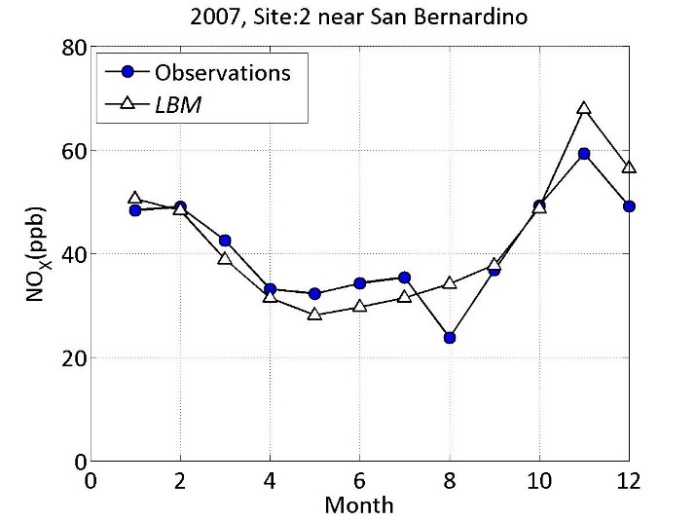 2007, Site:2 near San Bernardino
Observations
LBM
NOX(ppb)
80
60
40
20
0
0 2 4 6 8 10 12
Month